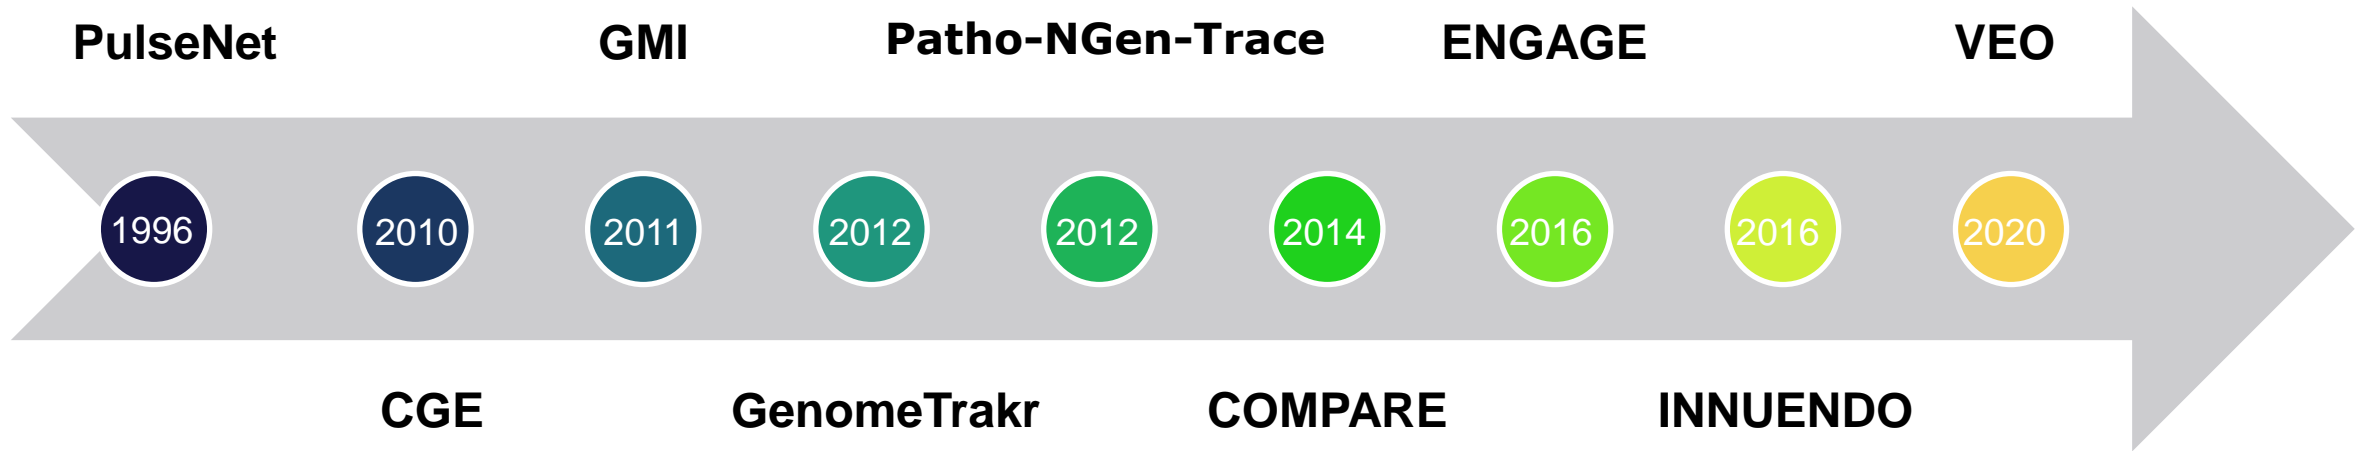 PulseNet
GMI
Patho-NGen-Trace
ENGAGE
VEO
1996
2010
2011
2012
2012
2014
2016
2016
2020
CGE
GenomeTrakr
COMPARE
INNUENDO